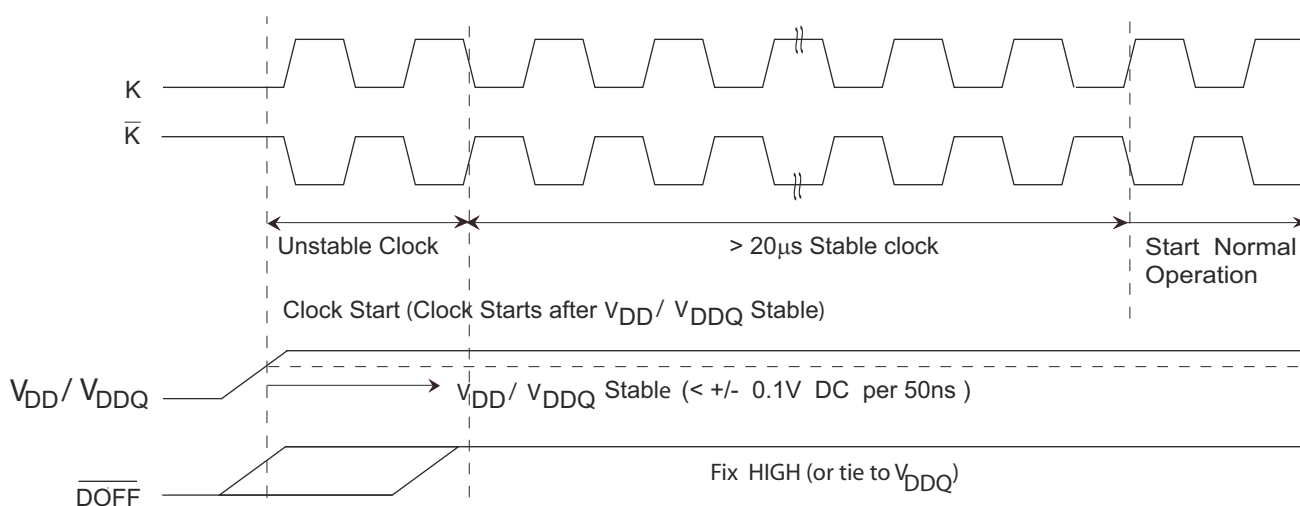 K
K̅
Unstable Clock
> 20μs Stable clock
Start Normal
Operation
Clock Start (Clock Starts after VDD/ VDDQ Stable)
VDD/ VDDQ
VDD/ VDDQ Stable (< +/- 0.1V DC per 50ns )
D̅O̅F̅F̅
Fix HIGH (or tie to VDDQ)